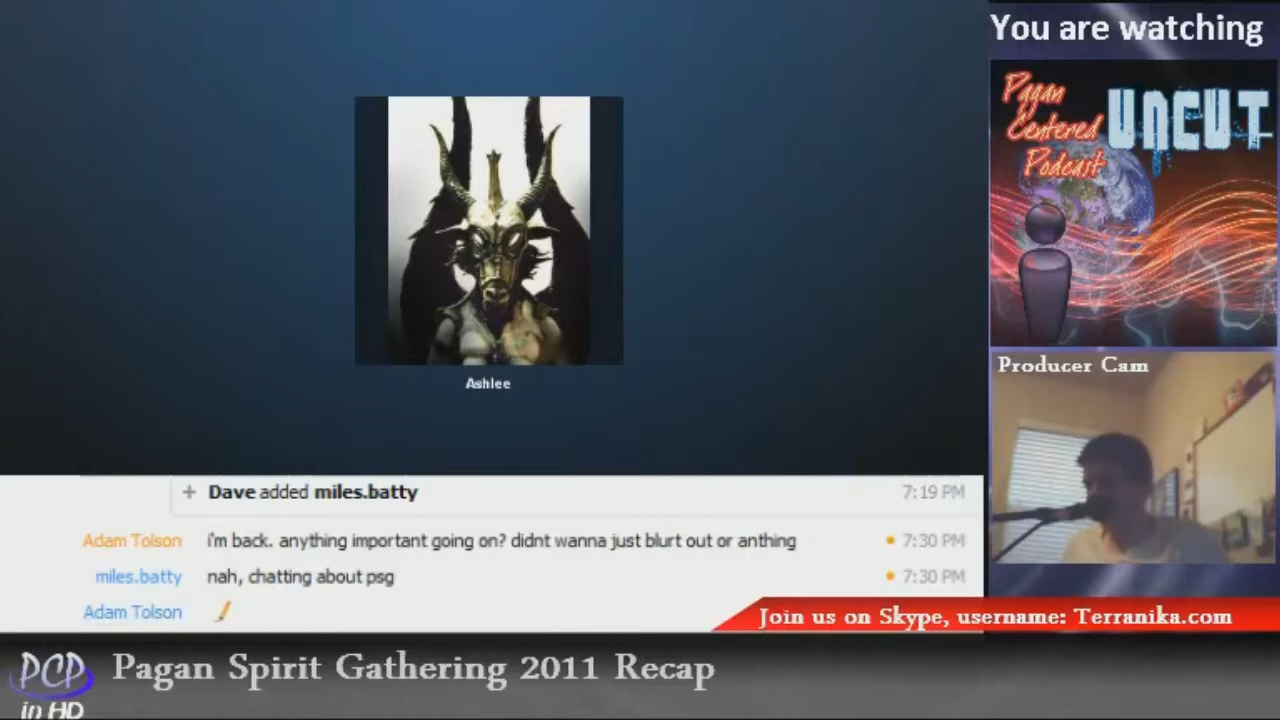 You are watching
Pagan
Centered
Podcast
UNCUT
Producer Cam
Ashlee
+ Dave added miles.batty 7:19 PM
Adam Tolson i'm back. anything important going on? didnt wanna just blurt out or anthing 7:30 PM
miles.batty nah, chatting about psg 7:30 PM
Adam Tolson
Join us on Skype, username: Terranika.com
PCP
in HD
Pagan Spirit Gathering 2011 Recap